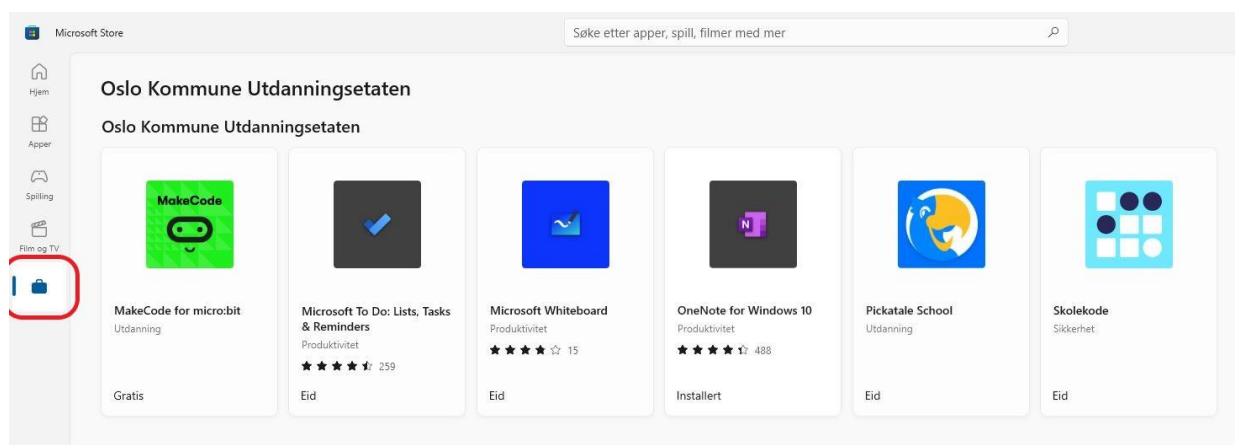 Microsoft Store
Søke etter apper, spill, filmer med mer
Hjem
Apper
Spilling
Film og TV
Oslo Kommune Utdanningsetaten
Oslo Kommune Utdanningsetaten
MakeCode
MakeCode for micro:bit
Utdanning
Gratis
Microsoft To Do: Lists, Tasks
& Reminders
Produktivitet
259
Eid
Microsoft Whiteboard
Produktivitet
15
Eid
N
OneNote for Windows 10
Produktivitet
488
Installert
Pickatale School
Utdanning
Eid
Skolekode
Sikkerhet
Eid